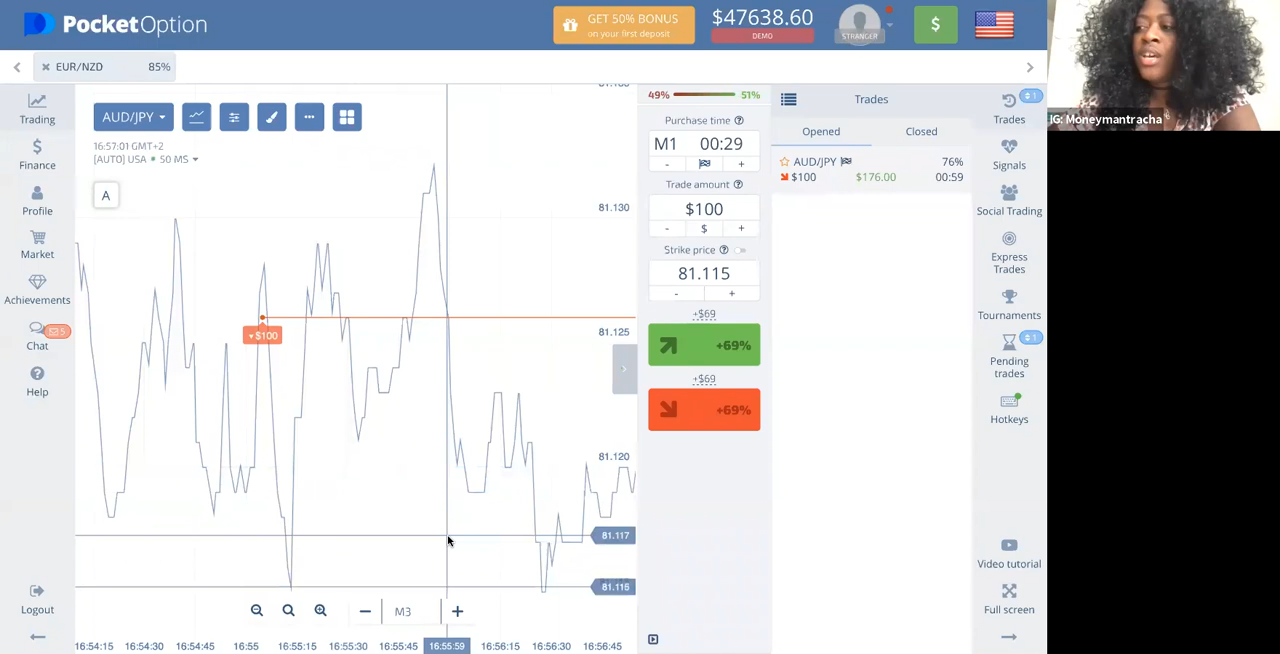 PocketOption
GET 50% BONUS
on your first deposit
$47638.60
DEMO
STRANGER
$
EUR/NZD 85%
IG: Moneymantracha
Trading
Finance
Profile
Market
Achievements
5
Chat
Help
Logout
AUD/JPY
16:57:01 GMT+2
[AUTO] USA • 50 MS
A
81.130
81.125
81.120
81.117
81.115
$100
M3
16:54:15 16:54:30 16:54:45 16:55 16:55:15 16:55:30 16:55:45 16:55:59 16:56:15 16:56:30 16:56:45
49% 51%
Purchase time
M1 00:29
- +
Trade amount
$100
- $ +
Strike price
81.115
- +
+$69
+69%
+$69
+69%
Trades
Opened Closed
AUD/JPY 76%
$100 $176.00 00:59
1
Trades
Signals
Social Trading
Express
Trades
Tournaments
1
Pending
trades
Hotkeys
Video tutorial
Full screen